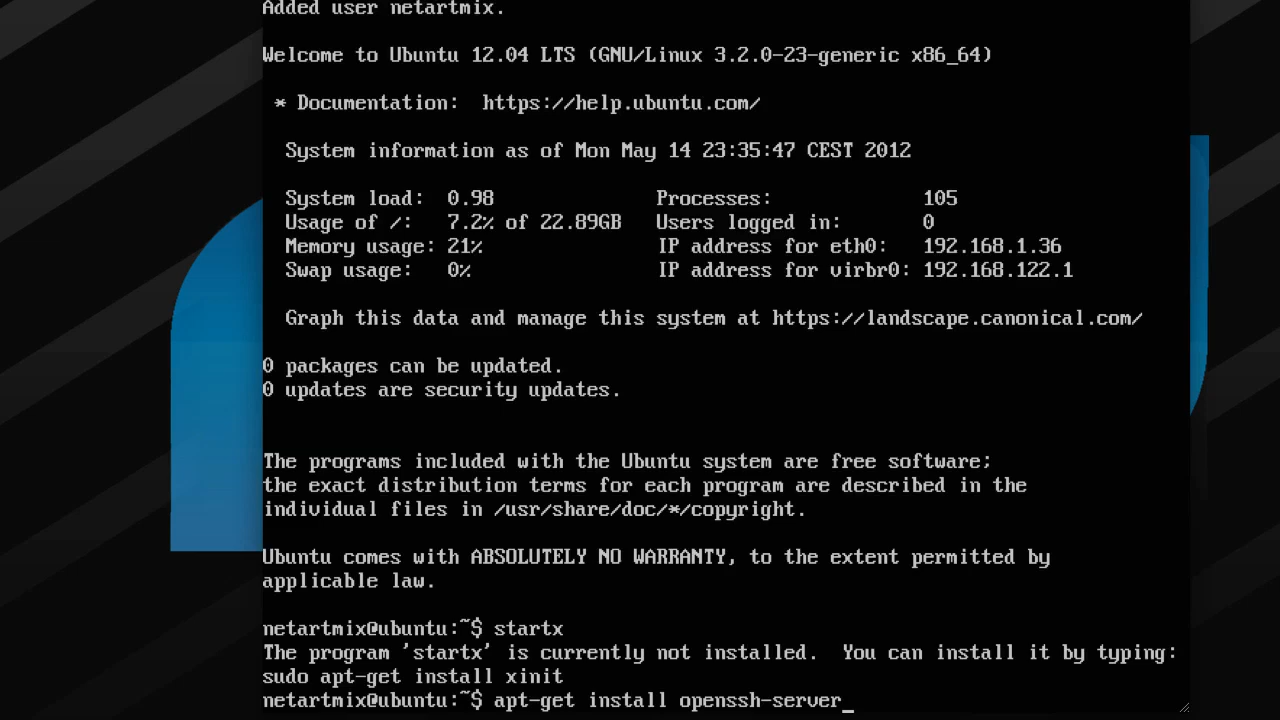 Added user netartmix.
Welcome to Ubuntu 12.04 LTS (GNU/Linux 3.2.0-23-generic x86_64)
* Documentation: https://help.ubuntu.com/
System information as of Mon May 14 23:35:47 CEST 2012
System load: 0.98 Processes: 105
Usage of /: 7.2% of 22.89GB Users logged in: 0
Memory usage: 21% IP address for eth0: 192.168.1.36
Swap usage: 0% IP address for virbr0: 192.168.122.1
Graph this data and manage this system at https://landscape.canonical.com/
0 packages can be updated.
0 updates are security updates.
The programs included with the Ubuntu system are free software;
the exact distribution terms for each program are described in the
individual files in /usr/share/doc/*/copyright.
Ubuntu comes with ABSOLUTELY NO WARRANTY, to the extent permitted by
applicable law.
netartmix@ubuntu:~$ startx
The program 'startx' is currently not installed. You can install it by typing:
sudo apt-get install xinit
netartmix@ubuntu:~$ apt-get install openssh-server_